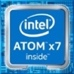 intel
ATOM x7
inside™